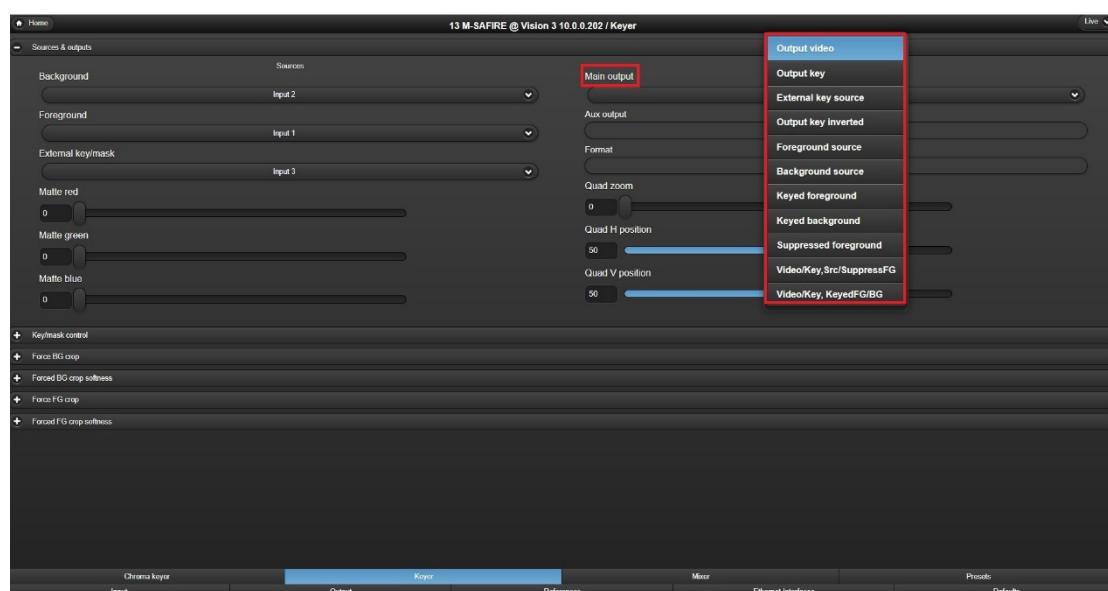 Home
13 M-SAFIRE @ Vision 3 10.0.0.202 / Keyer
Live
Sources & outputs
Sources
Background
Input 2
Foreground
Input 1
External key/mask
Input 3
Matte red
0
Matte green
0
Matte blue
0
Main output
Aux output
Format
Quad zoom
0
Quad H position
50
Quad V position
50
Output video
Output key
External key source
Output key inverted
Foreground source
Background source
Keyed foreground
Keyed background
Suppressed foreground
Video/Key,Src/SuppressFG
Video/Key, KeyedFG/BG
Key/mask control
Force BG crop
Forced BG crop softness
Force FG crop
Forced FG crop softness
Chroma keyer
Keyer
Mixer
Presets
Input
Output
References
Ethernet Interfaces
Defaults